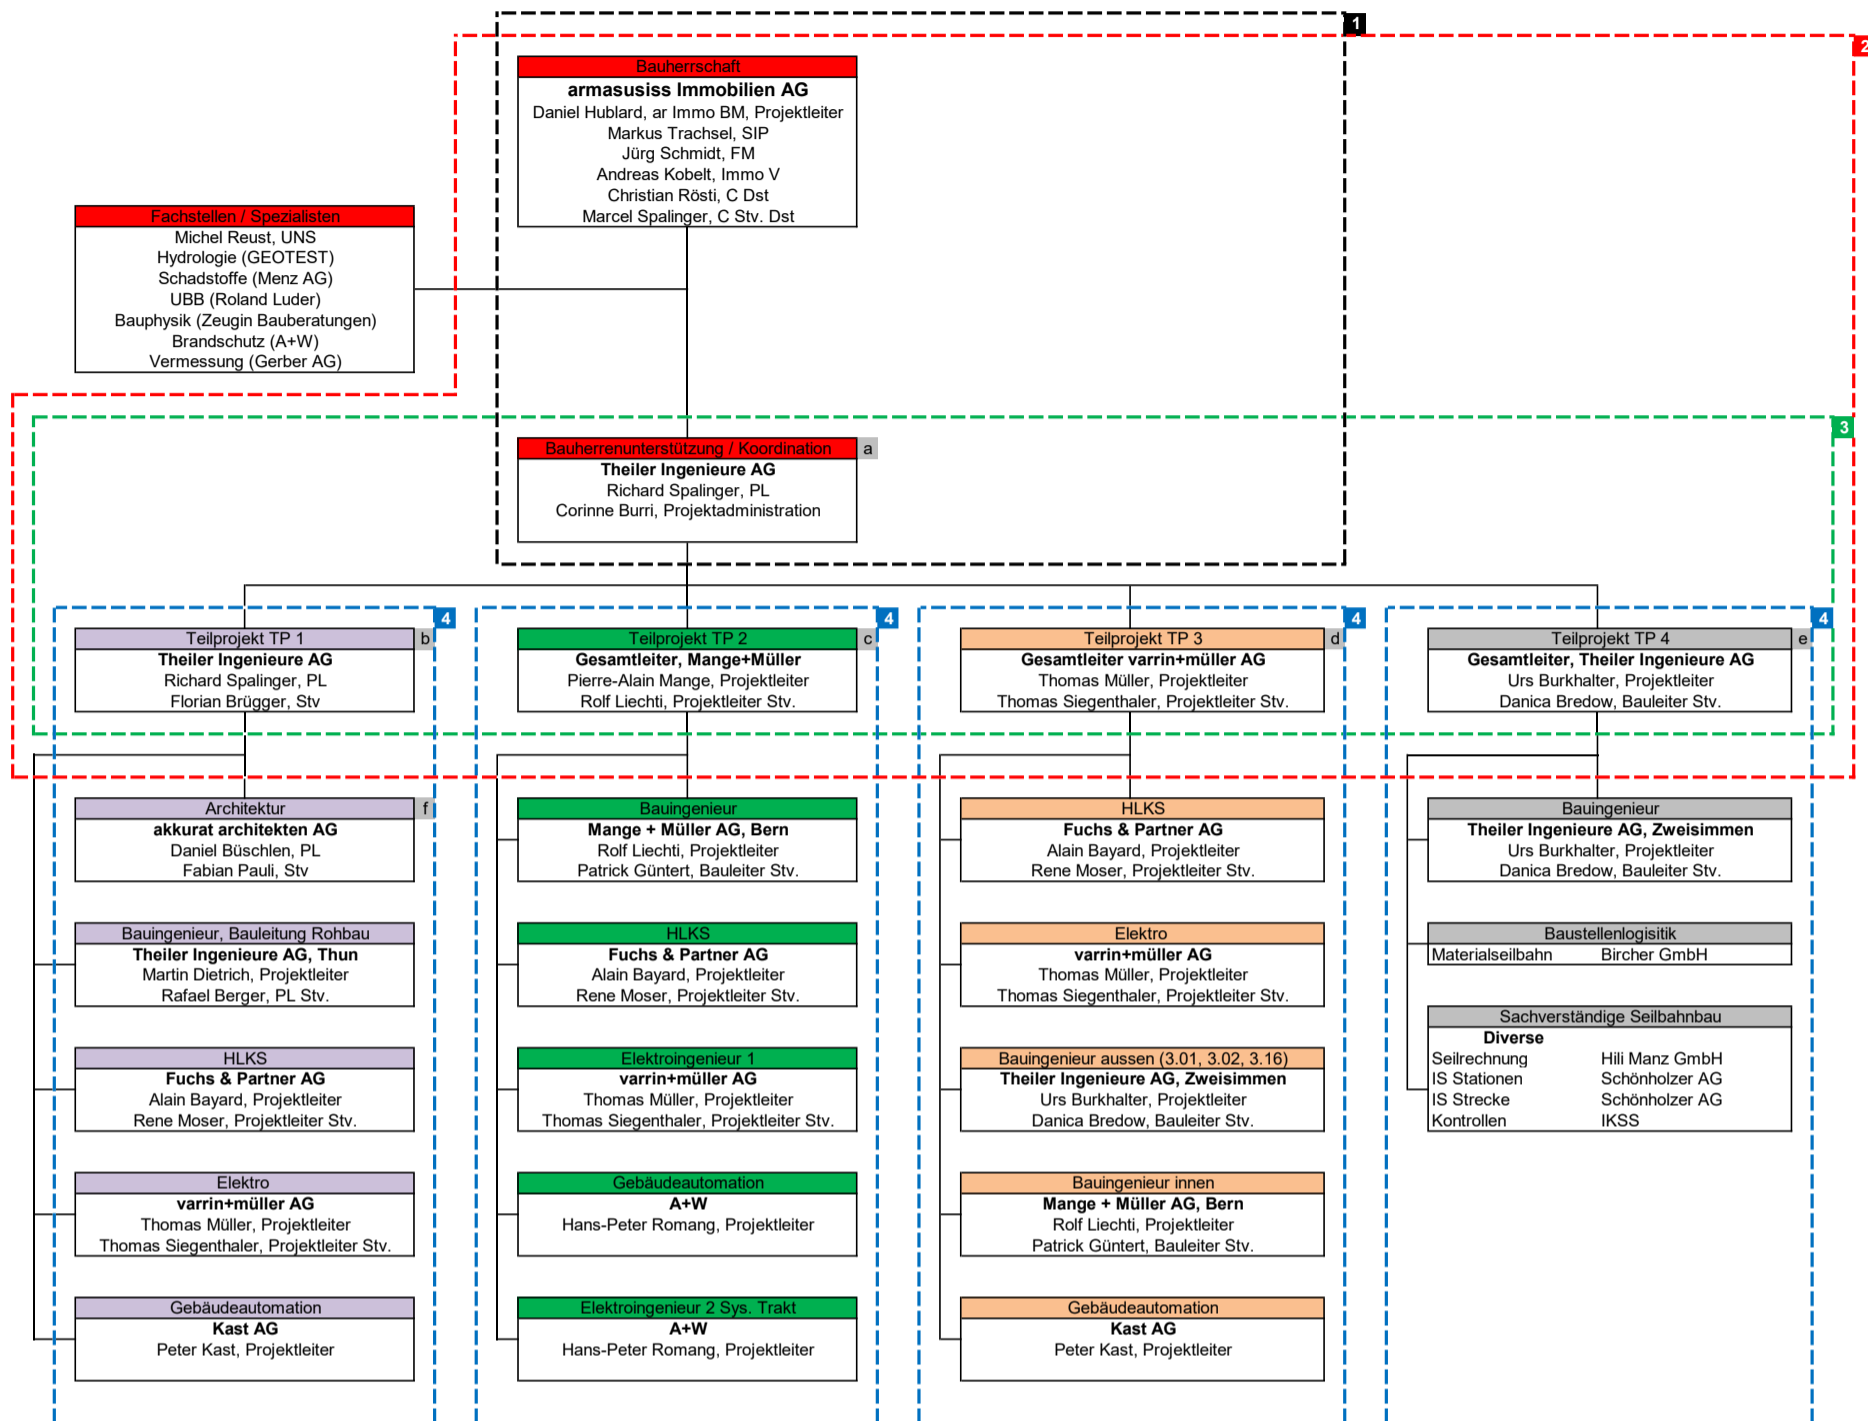 1
2
Bauherrschaft
armasusiss Immobilien AG
Daniel Hublard, ar Immo BM, Projektleiter
Markus Trachsel, SIP
Jürg Schmidt, FM
Andreas Kobelt, Immo V
Christian Rösti, C Dst
Marcel Spalinger, C Stv. Dst
Fachstellen / Spezialisten
Michel Reust, UNS
Hydrologie (GEOTEST)
Schadstoffe (Menz AG)
UBB (Roland Luder)
Bauphysik (Zeugin Bauberatungen)
Brandschutz (A+W)
Vermessung (Gerber AG)
3
Bauherrenunterstützung / Koordination a
Theiler Ingenieure AG
Richard Spalinger, PL
Corinne Burri, Projektadministration
4
Teilprojekt TP 1 b
Theiler Ingenieure AG
Richard Spalinger, PL
Florian Brügger, Stv
4
Teilprojekt TP 2 c
Gesamtleiter, Mange+Müller
Pierre-Alain Mange, Projektleiter
Rolf Liechti, Projektleiter Stv.
4
Teilprojekt TP 3 d
Gesamtleiter varrin+müller AG
Thomas Müller, Projektleiter
Thomas Siegenthaler, Projektleiter Stv.
4
Teilprojekt TP 4 e
Gesamtleiter, Theiler Ingenieure AG
Urs Burkhalter, Projektleiter
Danica Bredow, Bauleiter Stv.
Architektur f
akkurat architekten AG
Daniel Büschlen, PL
Fabian Pauli, Stv
Bauingenieur, Bauleitung Rohbau
Theiler Ingenieure AG, Thun
Martin Dietrich, Projektleiter
Rafael Berger, PL Stv.
HLKS
Fuchs & Partner AG
Alain Bayard, Projektleiter
Rene Moser, Projektleiter Stv.
Elektro
varrin+müller AG
Thomas Müller, Projektleiter
Thomas Siegenthaler, Projektleiter Stv.
Gebäudeautomation
Kast AG
Peter Kast, Projektleiter
Bauingenieur
Mange + Müller AG, Bern
Rolf Liechti, Projektleiter
Patrick Güntert, Bauleiter Stv.
HLKS
Fuchs & Partner AG
Alain Bayard, Projektleiter
Rene Moser, Projektleiter Stv.
Elektroingenieur 1
varrin+müller AG
Thomas Müller, Projektleiter
Thomas Siegenthaler, Projektleiter Stv.
Gebäudeautomation
A+W
Hans-Peter Romang, Projektleiter
Elektroingenieur 2 Sys. Trakt
A+W
Hans-Peter Romang, Projektleiter
HLKS
Fuchs & Partner AG
Alain Bayard, Projektleiter
Rene Moser, Projektleiter Stv.
Elektro
varrin+müller AG
Thomas Müller, Projektleiter
Thomas Siegenthaler, Projektleiter Stv.
Bauingenieur aussen (3.01, 3.02, 3.16)
Theiler Ingenieure AG, Zweisimmen
Urs Burkhalter, Projektleiter
Danica Bredow, Bauleiter Stv.
Bauingenieur innen
Mange + Müller AG, Bern
Rolf Liechti, Projektleiter
Patrick Güntert, Bauleiter Stv.
Gebäudeautomation
Kast AG
Peter Kast, Projektleiter
Bauingenieur
Theiler Ingenieure AG, Zweisimmen
Urs Burkhalter, Projektleiter
Danica Bredow, Bauleiter Stv.
Baustellenlogisitik
Materialseilbahn Bircher GmbH
Sachverständige Seilbahnbau
Diverse
Seilrechnung Hili Manz GmbH
IS Stationen Schönholzer AG
IS Strecke Schönholzer AG
Kontrollen IKSS